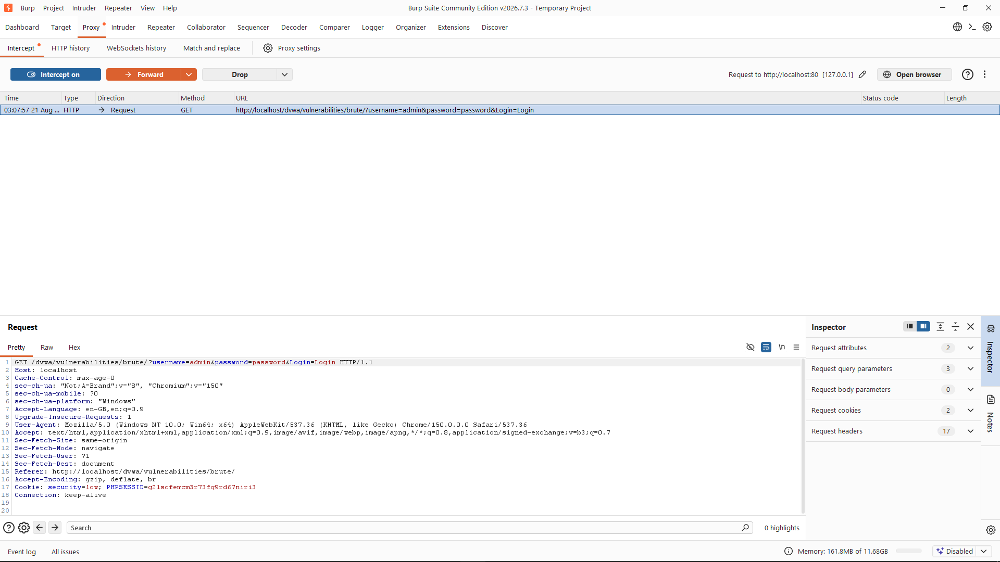 Burp Project Intruder Repeater View Help Burp Suite Community Edition v2026.7.3 - Temporary Project
Dashboard Target Proxy Intruder Repeater Collaborator Sequencer Decoder Comparer Logger Organizer Extensions Discover
Intercept HTTP history WebSockets history Match and replace Proxy settings
Intercept on Forward Drop Request to http://localhost:80 [127.0.0.1] Open browser
Time Type Direction Method URL Status code Length
03:07:57 21 Aug ... HTTP Request GET http://localhost/dvwa/vulnerabilities/brute/?username=admin&password=password&Login=Login
Request
Pretty Raw Hex \n
1 GET /dvwa/vulnerabilities/brute/?username=admin&password=password&Login=Login HTTP/1.1
2 Host: localhost
3 Cache-Control: max-age=0
4 sec-ch-ua: "Not;A=Brand";v="8", "Chromium";v="150"
5 sec-ch-ua-mobile: ?0
6 sec-ch-ua-platform: "Windows"
7 Accept-Language: en-GB,en;q=0.9
8 Upgrade-Insecure-Requests: 1
9 User-Agent: Mozilla/5.0 (Windows NT 10.0; Win64; x64) AppleWebKit/537.36 (KHTML, like Gecko) Chrome/150.0.0.0 Safari/537.36
10 Accept: text/html,application/xhtml+xml,application/xml;q=0.9,image/avif,image/webp,image/apng,*/*;q=0.8,application/signed-exchange;v=b3;q=0.7
11 Sec-Fetch-Site: same-origin
12 Sec-Fetch-Mode: navigate
13 Sec-Fetch-User: ?1
14 Sec-Fetch-Dest: document
15 Referer: http://localhost/dvwa/vulnerabilities/brute/
16 Accept-Encoding: gzip, deflate, br
17 Cookie: security=low; PHPSESSID=g21scfemcm3r73fq9rd67niri3
18 Connection: keep-alive
19
20
Search 0 highlights
Inspector
Request attributes 2
Request query parameters 3
Request body parameters 0
Request cookies 2
Request headers 17
Inspector
Notes
Event log All issues Memory: 161.8MB of 11.68GB Disabled